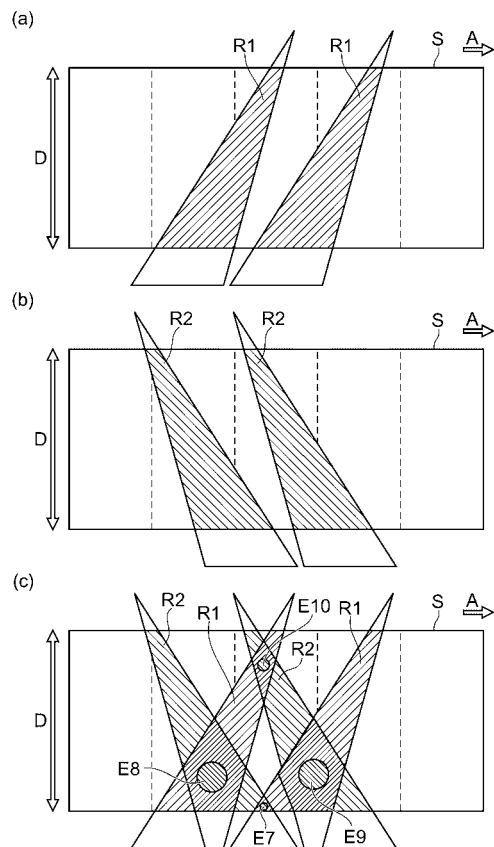 (a)
R1 R1 S A
D
(b)
R2 R2 S A
D
(c)
R2 R1 E10 R2 R1 S A
D
E8 E7 E9